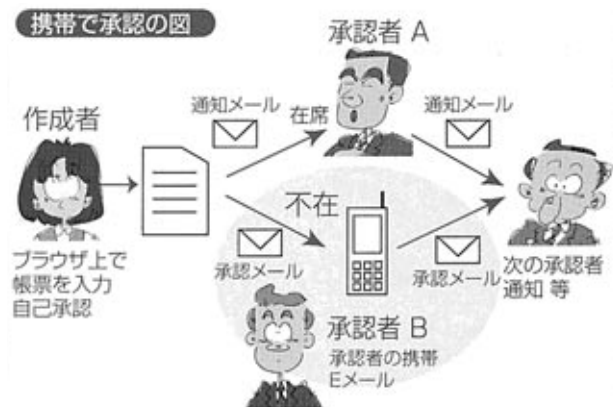 携帯で承認の図
承認者 A
通知メール
在席
通知メール
作成者
不在
承認メール
承認メール
ブラウザ上で
帳票を入力
自己承認
次の承認者
通知 等
承認者 B
承認者の携帯
Eメール